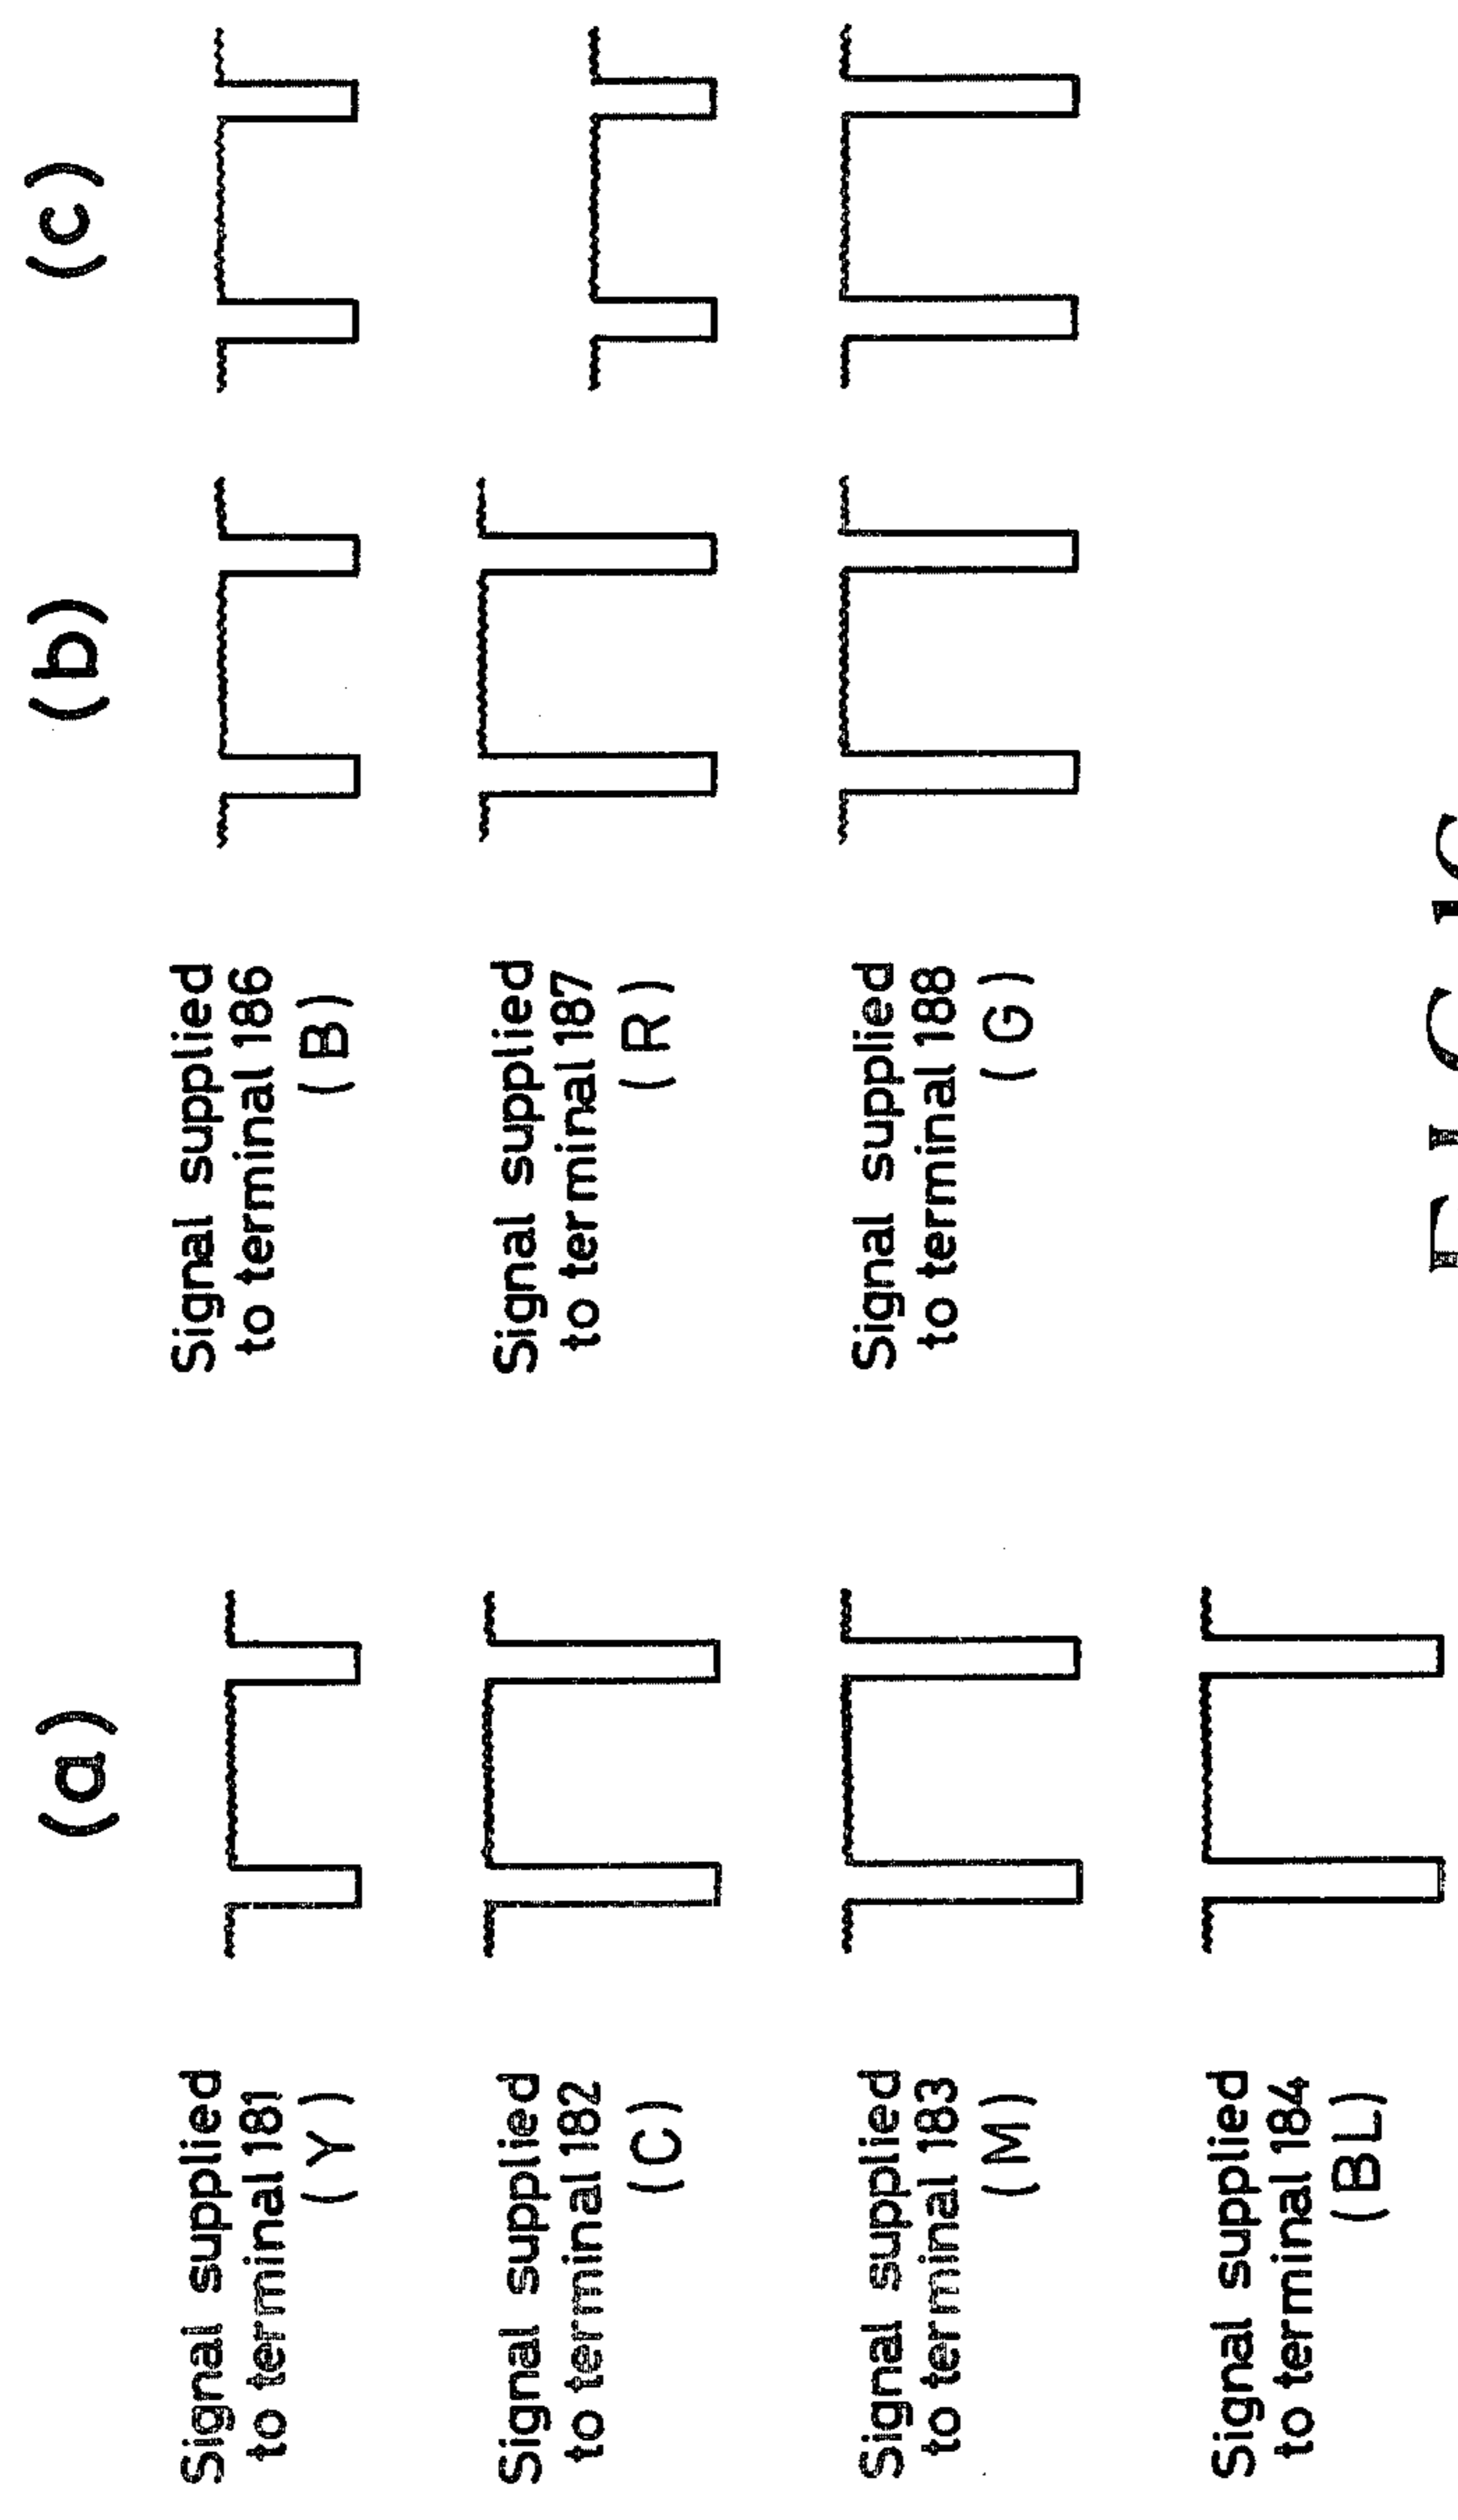 (a)
Signal supplied
to terminal 181
(Y)
Signal supplied
to terminal 182
(C)
Signal supplied
to terminal 183
(M)
Signal supplied
to terminal 184
(BL)
(b)
(c)
Signal supplied
to terminal 186
(B)
Signal supplied
to terminal 187
(R)
Signal supplied
to terminal 188
(G)